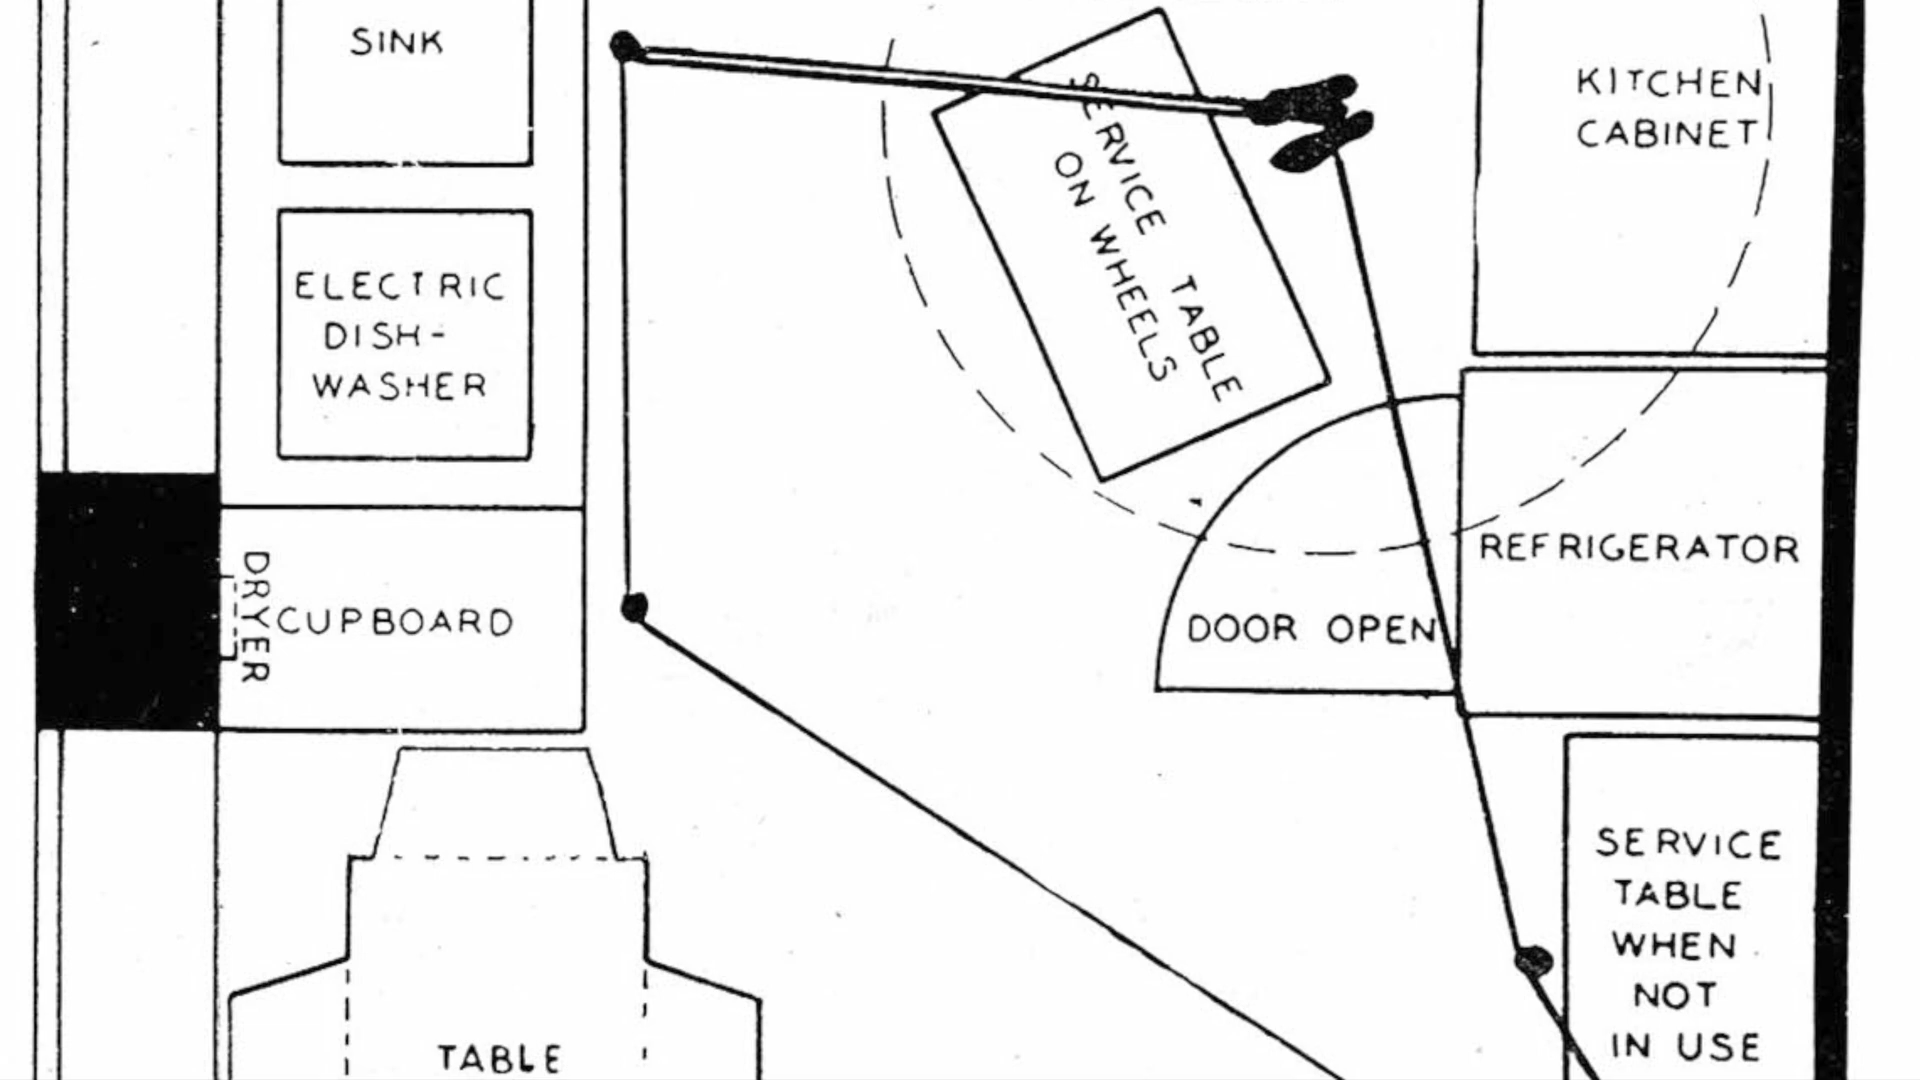 SINK
ELECTRIC
DISH-
WASHER
DRYER
CUPBOARD
TABLE
SERVICE TABLE
ON WHEELS
KITCHEN
CABINET
REFRIGERATOR
DOOR OPEN
SERVICE
TABLE
WHEN
NOT
IN USE